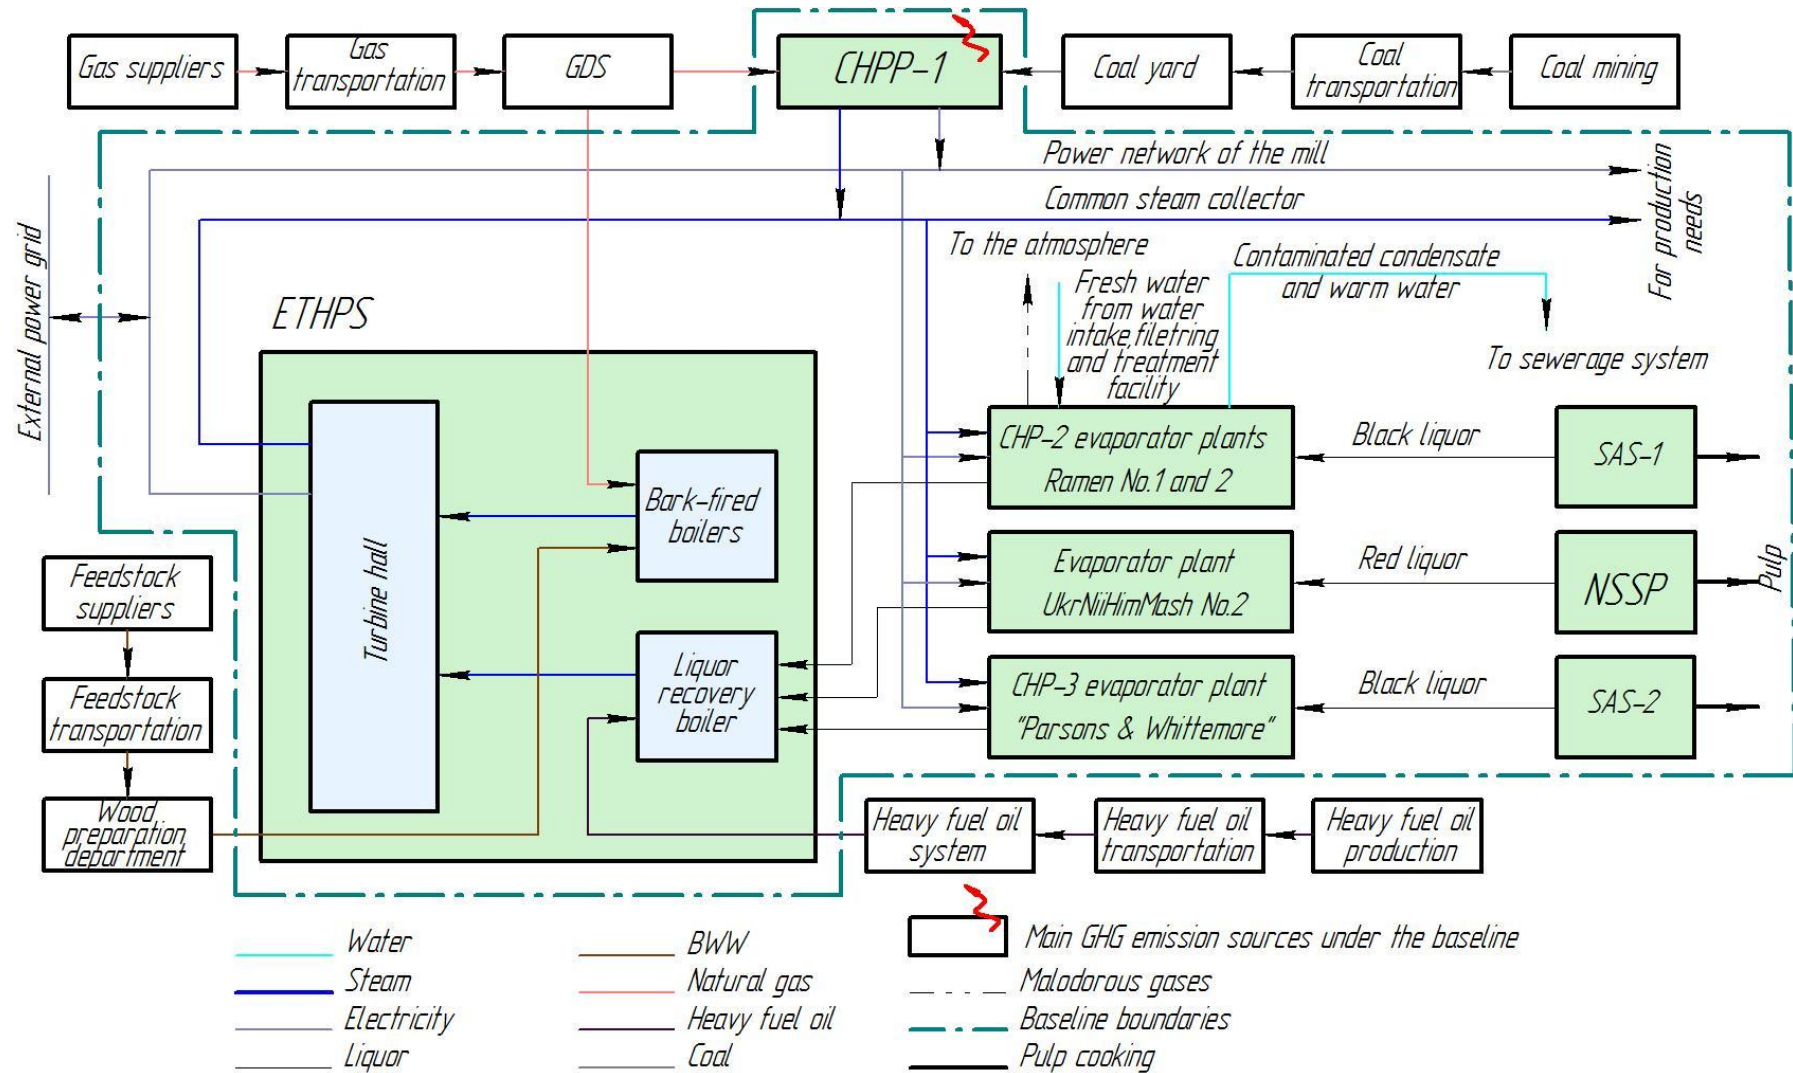 Gas suppliers
Gas
transportation
GDS
CHPP-1
Coal yard
Coal
transportation
Coal mining
Power network of the mill
Common steam collector
For production
needs
To the atmosphere
Contaminated condensate
and warm water
Fresh water
from water
intake,filetring
and treatment
facility
To sewerage system
External power grid
ETHPS
Turbine hall
Bark-fired
boilers
Liquor
recovery
boiler
CHP-2 evaporator plants
Ramen No.1 and 2
Black liquor
SAS-1
Evaporator plant
UkrNiiHimMash No.2
Red liquor
NSSP
Pulp
CHP-3 evaporator plant
"Parsons & Whittemore"
Black liquor
SAS-2
Feedstock
suppliers
Feedstock
transportation
Wood
preparation
department
Heavy fuel oil
system
Heavy fuel oil
transportation
Heavy fuel oil
production
Water
Steam
Electricity
Liquor
BWW
Natural gas
Heavy fuel oil
Coal
Main GHG emission sources under the baseline
Malodorous gases
Baseline boundaries
Pulp cooking